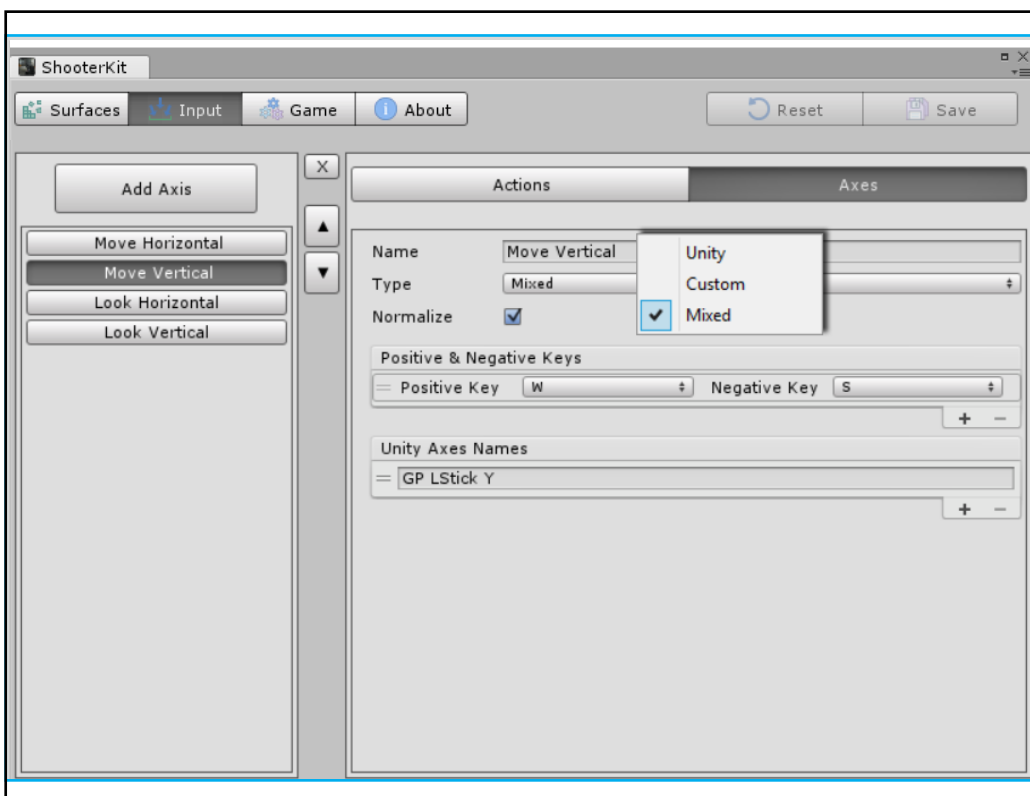 ShooterKit
Surfaces Input Game About Reset Save
Add Axis
Move Horizontal
Move Vertical
Look Horizontal
Look Vertical
X
▲
▼
Actions Axes
Name Move Vertical
Type Mixed
Normalize
Unity
Custom
Mixed
Positive & Negative Keys
Positive Key W Negative Key S
+ −
Unity Axes Names
GP LStick Y
+ −